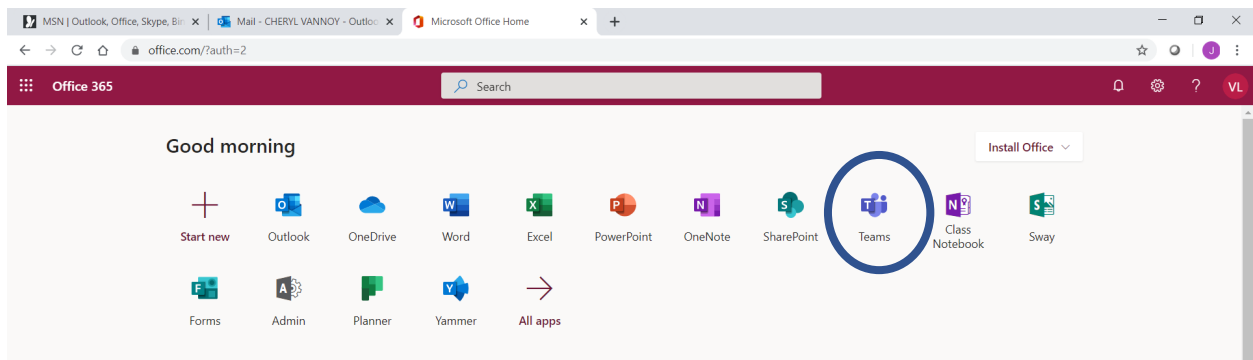 MSN | Outlook, Office, Skype, Bin
Mail - CHERYL VANNOY - Outloo
Microsoft Office Home
office.com/?auth=2
J
Office 365
Search
?
VL
Good morning
Install Office
Start new
Outlook
OneDrive
Word
Excel
PowerPoint
OneNote
SharePoint
Teams
Class
Notebook
Sway
Forms
Admin
Planner
Yammer
All apps